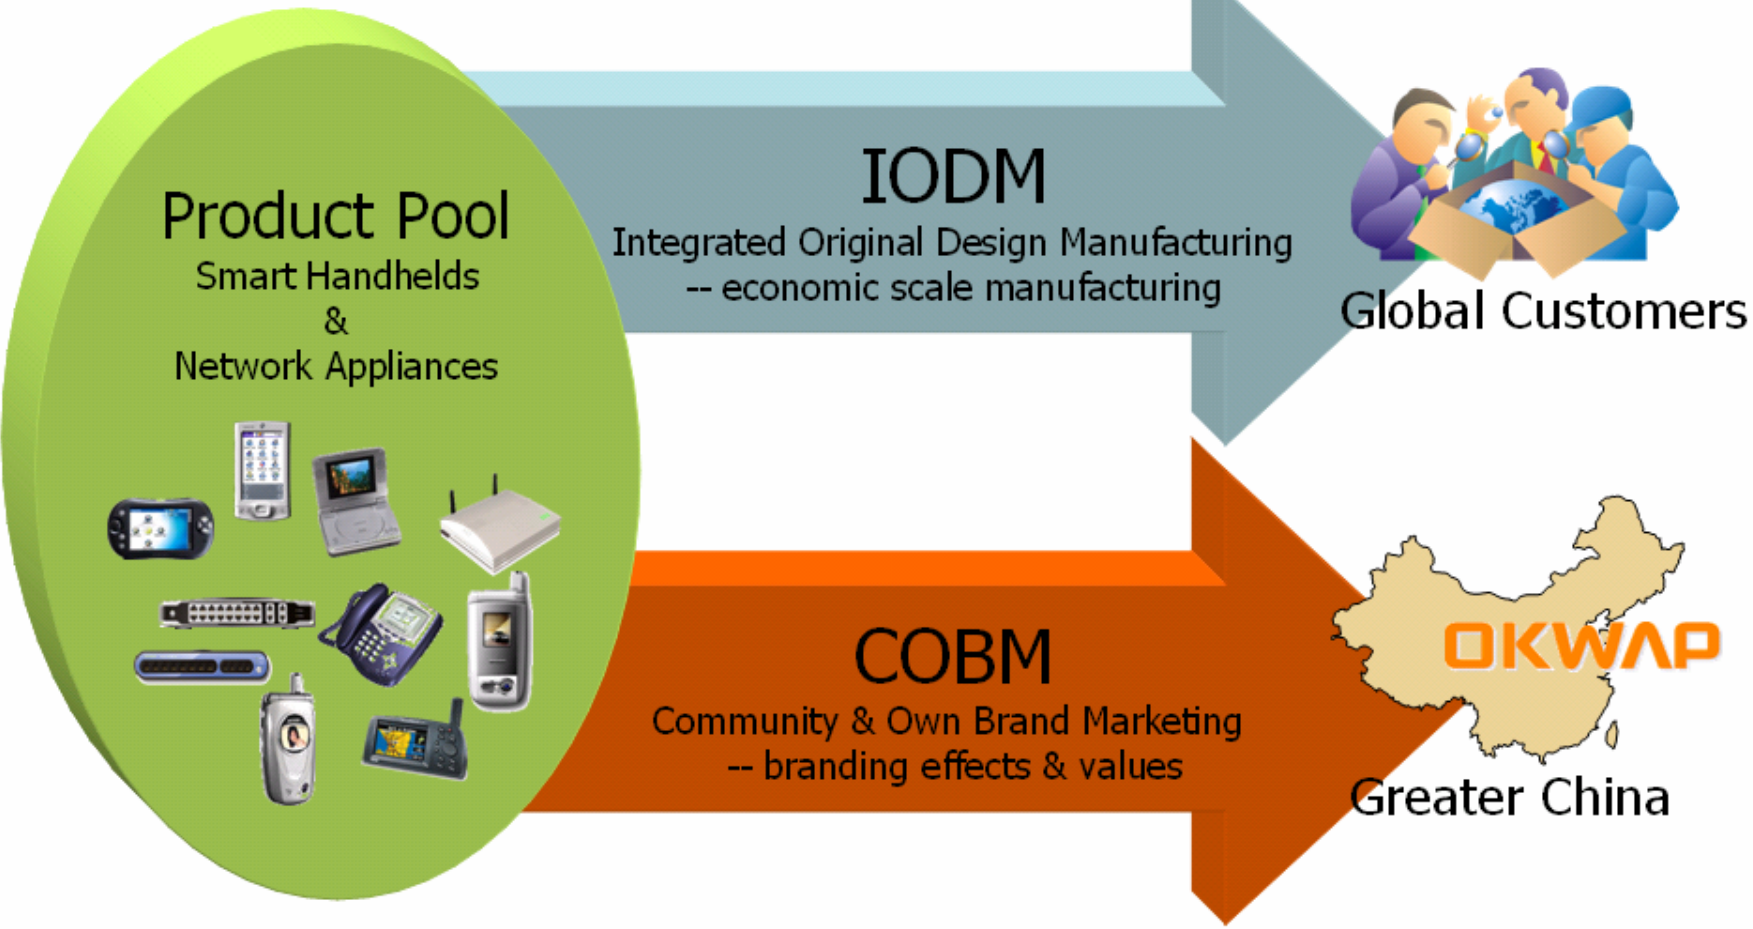 Product Pool
Smart Handhelds
&
Network Appliances
IODM
Integrated Original Design Manufacturing
-- economic scale manufacturing
Global Customers
COBM
Community & Own Brand Marketing
-- branding effects & values
OKWAP
Greater China